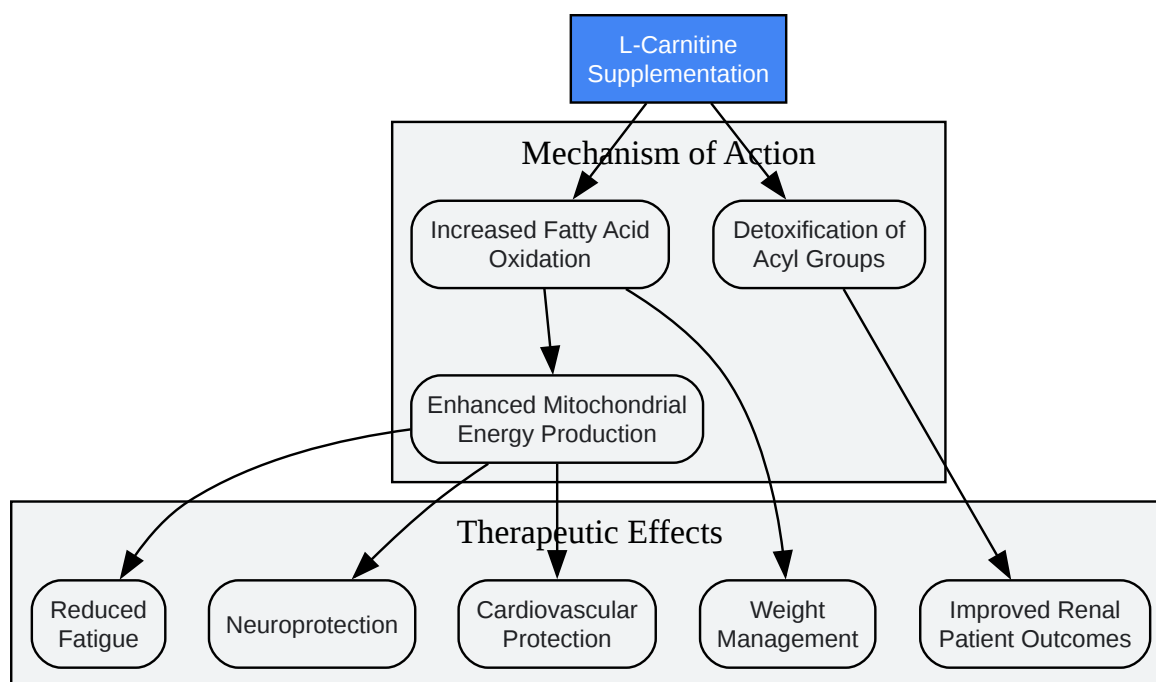 L-Carnitine
Supplementation
Mechanism of Action
Increased Fatty Acid
Oxidation
Detoxification of
Acyl Groups
Enhanced Mitochondrial
Energy Production
Therapeutic Effects
Reduced
Fatigue
Neuroprotection
Cardiovascular
Protection
Weight
Management
Improved Renal
Patient Outcomes